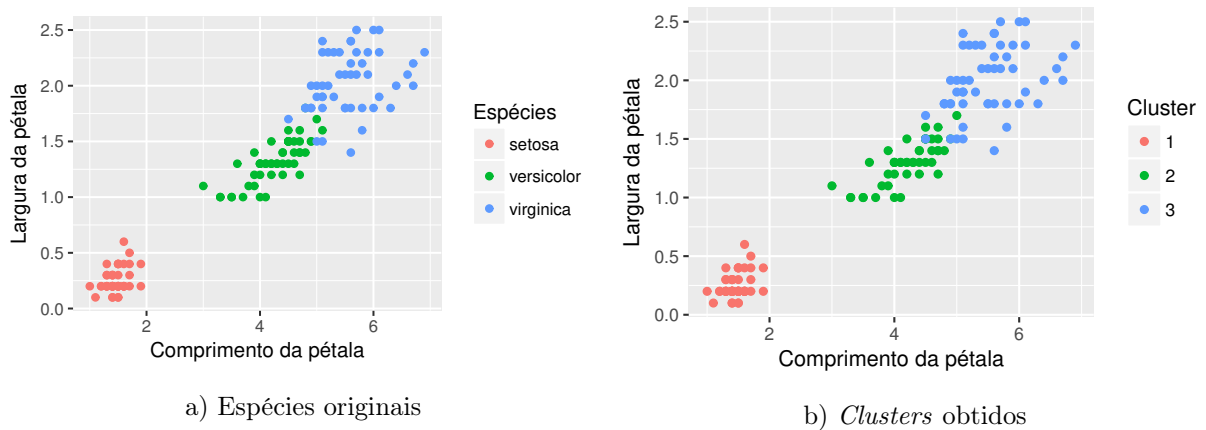 Largura da pétala
2.5
2.0
1.5
1.0
0.5
0.0
2
4
6
Comprimento da pétala
Espécies
setosa
versicolor
virginica
a) Espécies originais
Largura da pétala
2.5
2.0
1.5
1.0
0.5
0.0
2
4
6
Comprimento da pétala
Cluster
1
2
3
b) Clusters obtidos